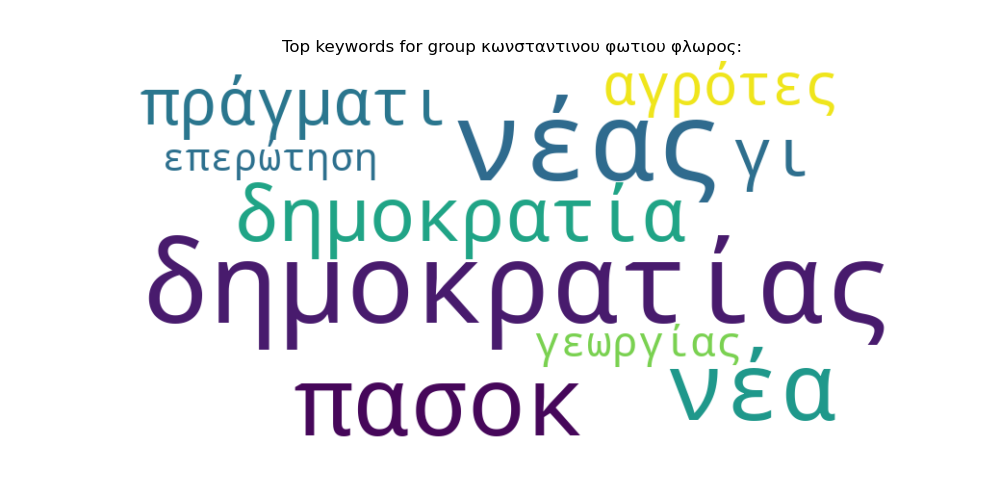 Top keywords for group κωνσταντινου φωτιου φλωρος:
πράγματι
αγρότες
νέας
γι
επερώτηση
δημοκρατία
δημοκρατίας
γεωργίας
πασοκ
νέα